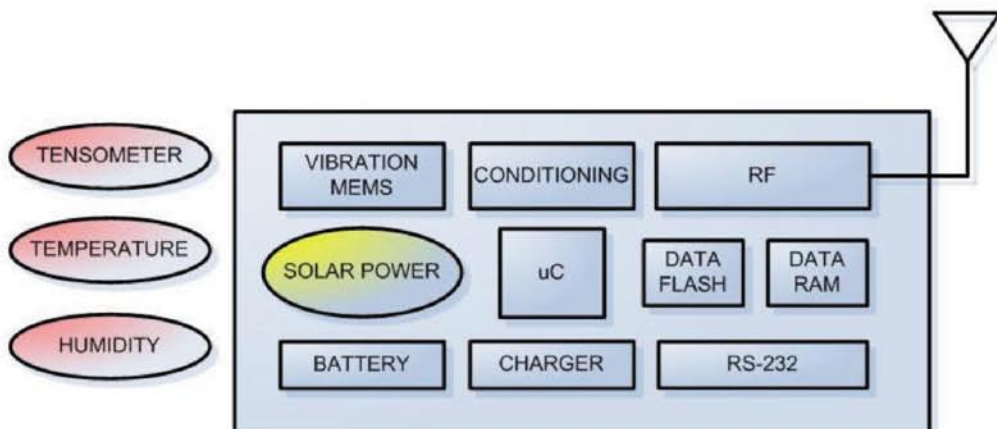 TENSOMETER
TEMPERATURE
HUMIDITY
VIBRATION
MEMS
CONDITIONING
RF
SOLAR POWER
uC
DATA
FLASH
DATA
RAM
BATTERY
CHARGER
RS-232